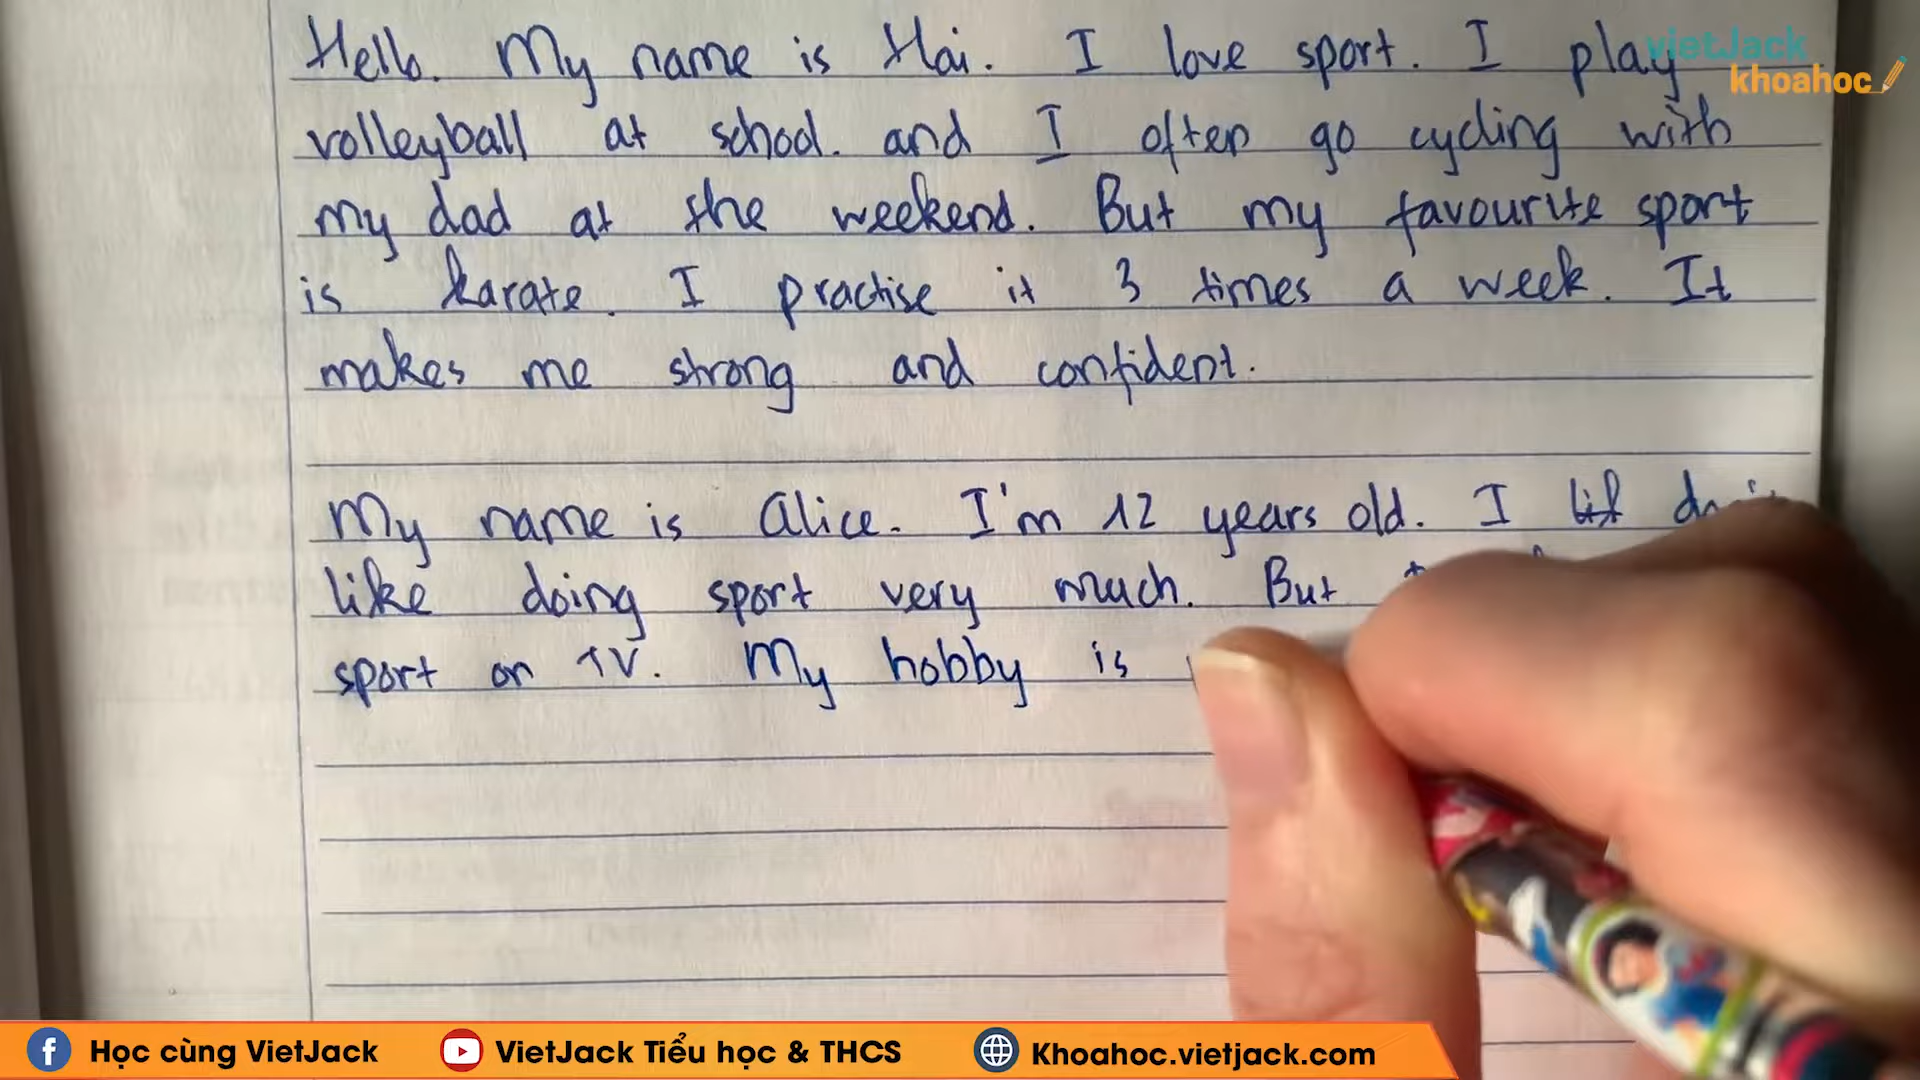 Hello. My name is Hai. I love sport. I play
vietJack
khoahoc
volleyball at school. and I often go cycling with
my dad at the weekend. But my favourite sport
is karate. I practise it 3 times a week. It
makes me strong and confident.
My name is Alice. I'm 12 years old. I
like doing sport very much. But
sport on TV. My hobby is
Học cùng VietJack
VietJack Tiểu học & THCS
Khoahoc.vietjack.com